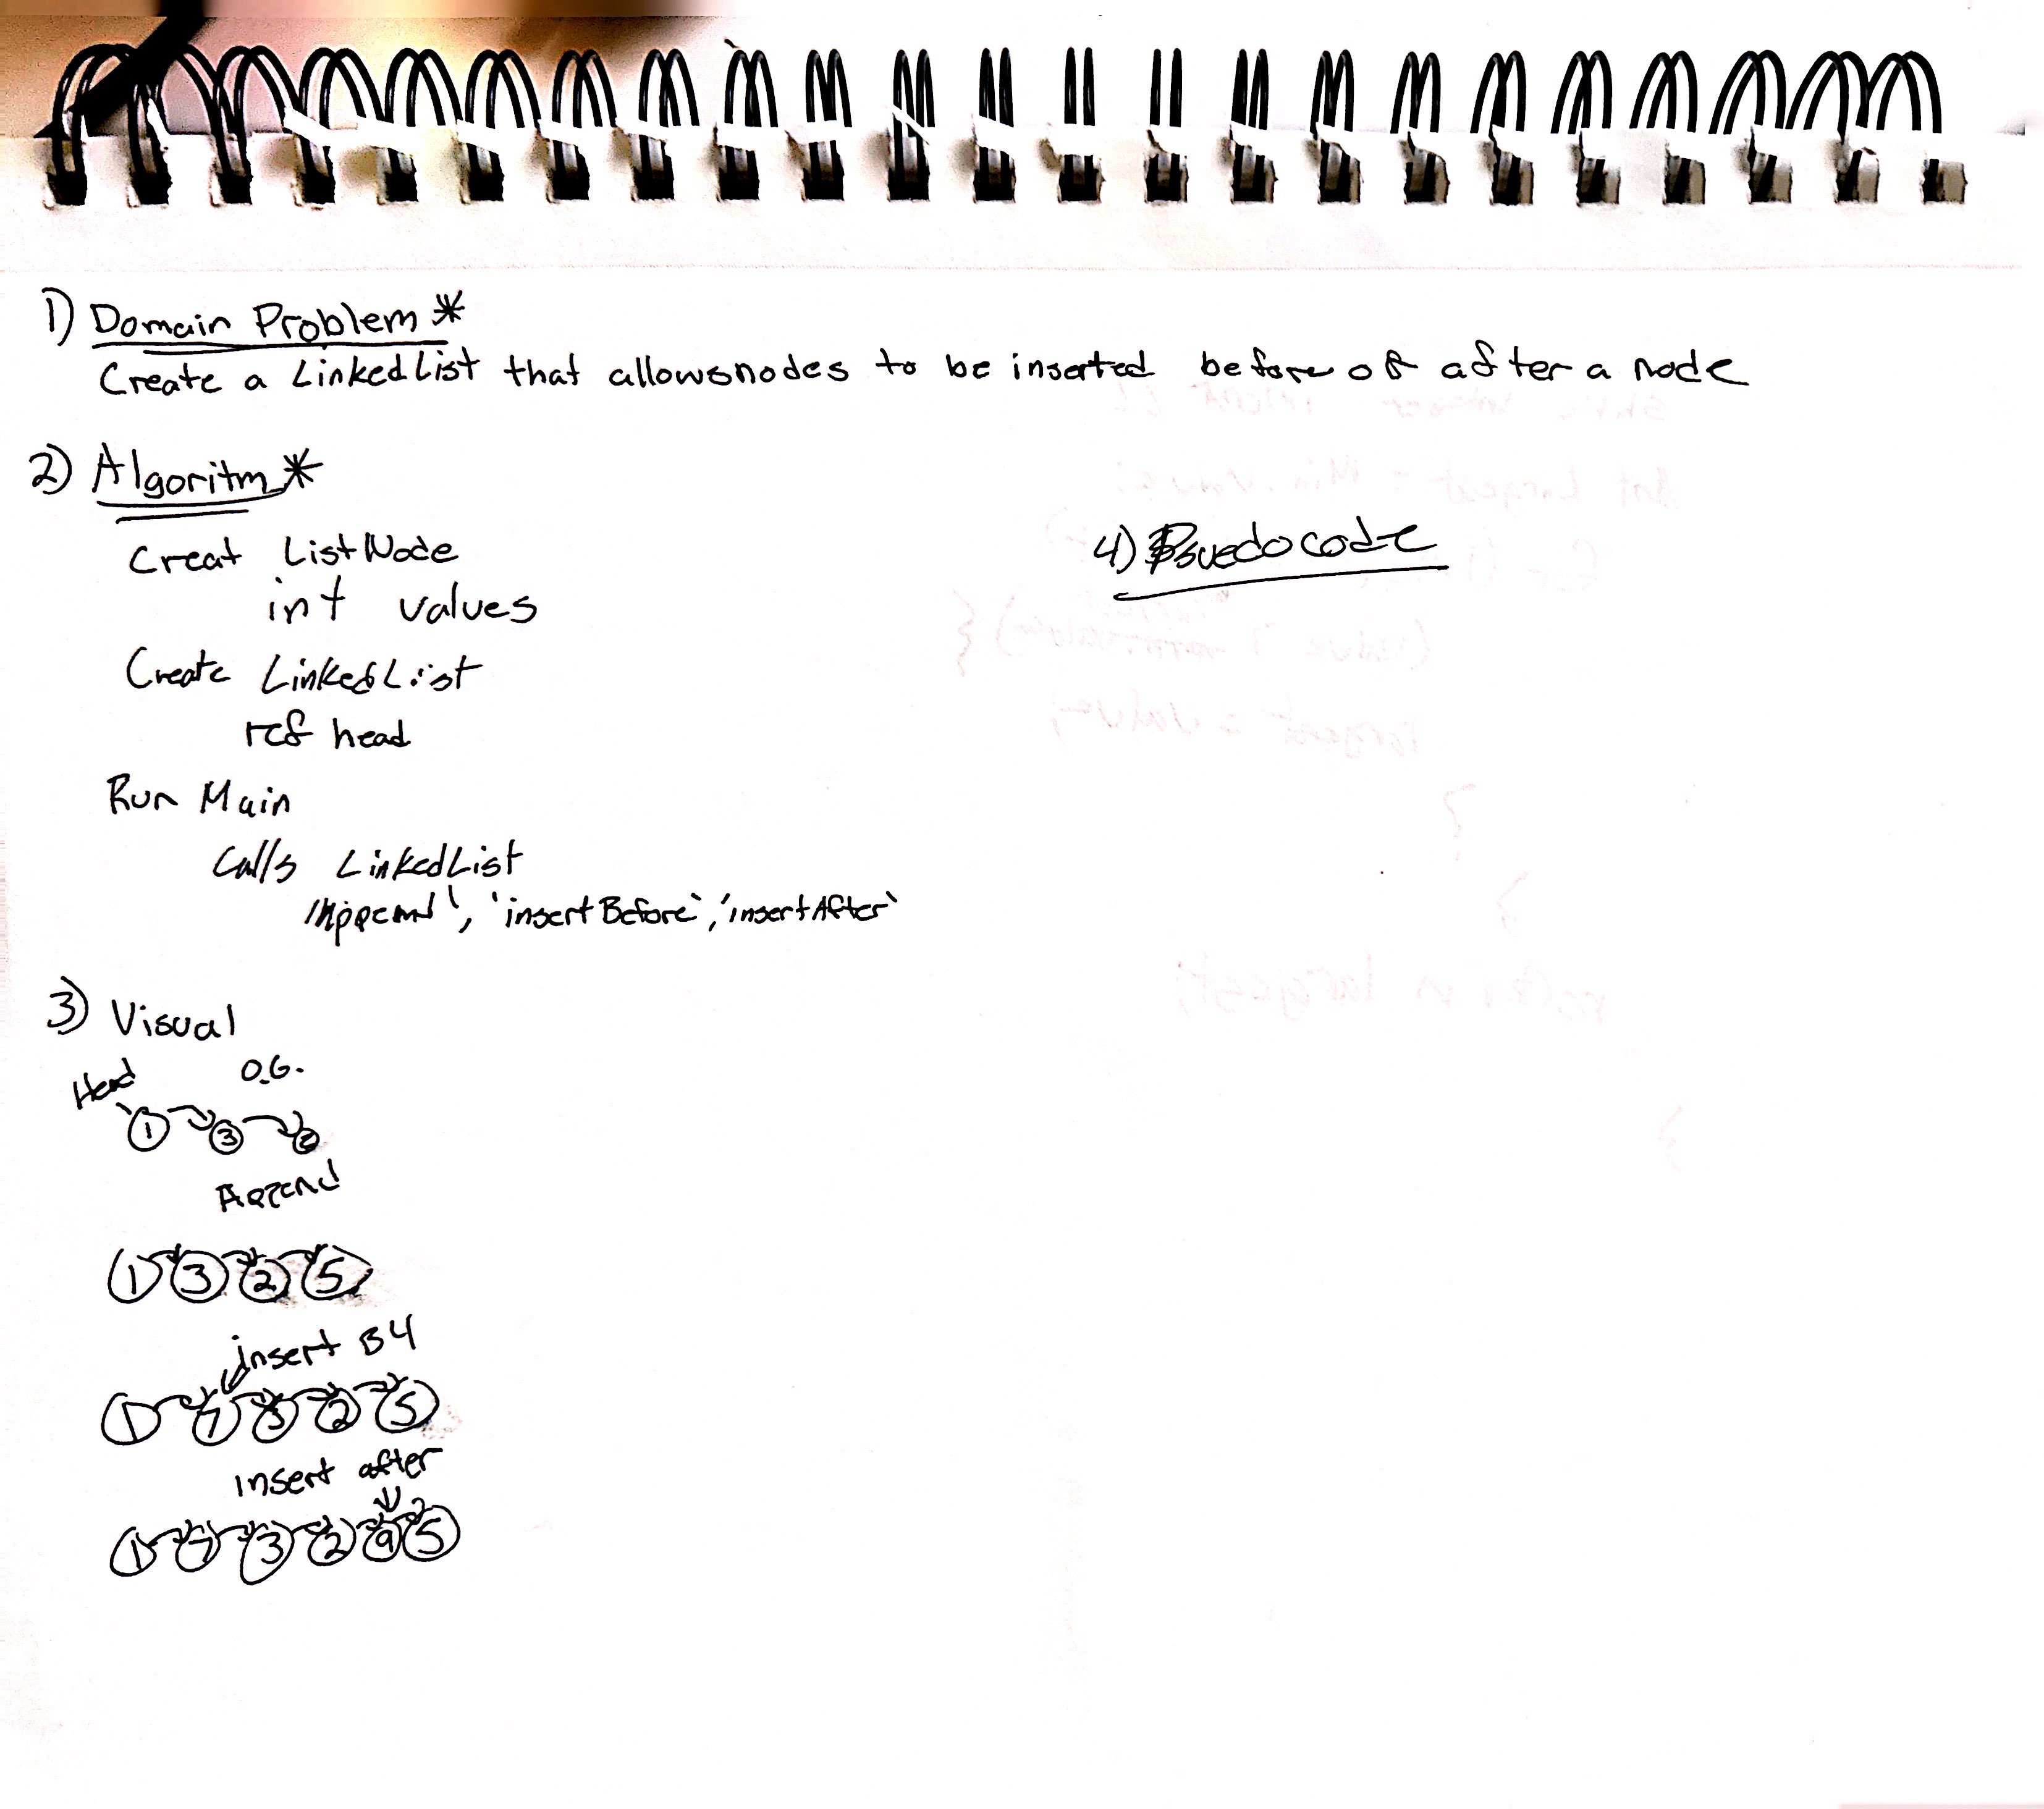 1) Domain Problem *
Create a LinkedList that allowsnodes to be inserted before or after a node
2) Algoritm *
Creat ListNode
int values
Create LinkedList
ref head
Run Main
Calls LinkedList
'insertBefore', 'insertAfter'
3) Visual
Head O.G.
1 3 2
Append
1 3 2 5
insert B4
1 7 3 2 5
insert after
1 7 3 2 9 5
4) Psuedocode